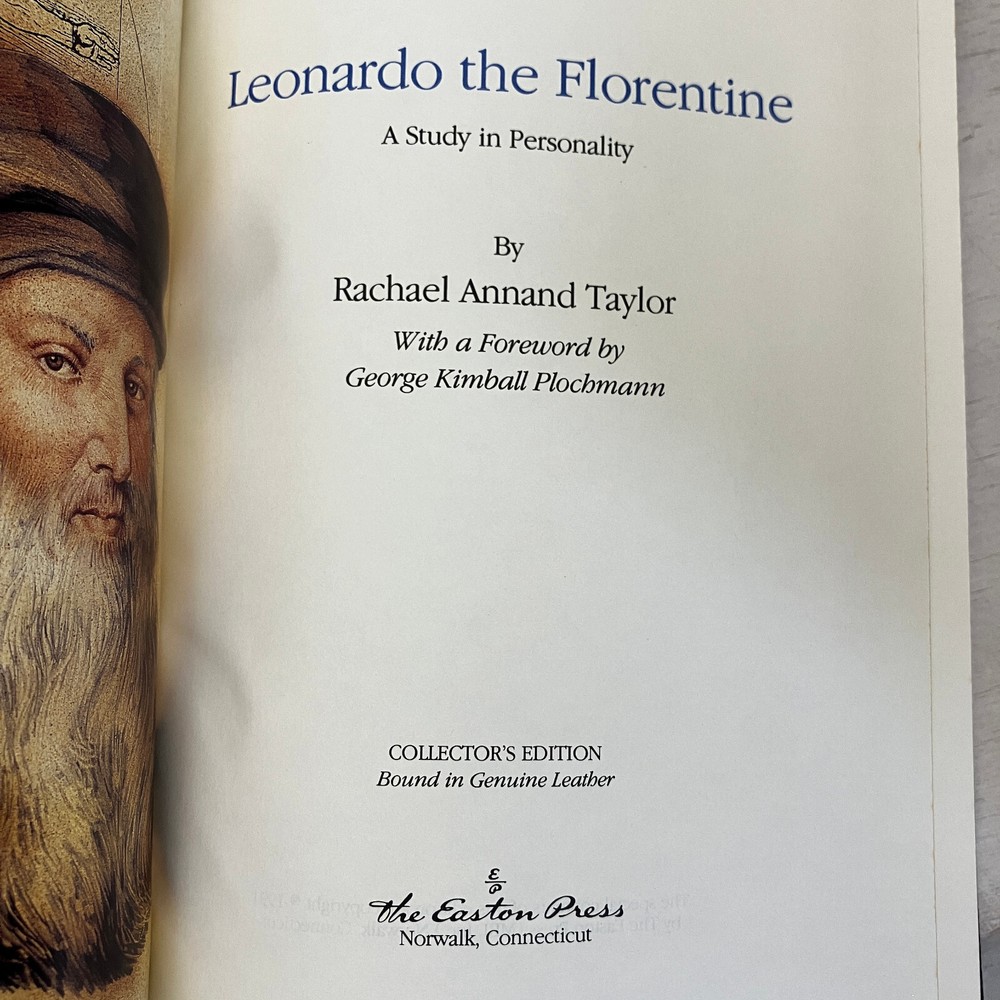 Leonardo the Florentine
A Study in Personality
By
Rachael Annand Taylor
With a Foreword by
George Kimball Plochmann
COLLECTOR'S EDITION
Bound in Genuine Leather
E
P
The Easton Press
Norwalk, Connecticut